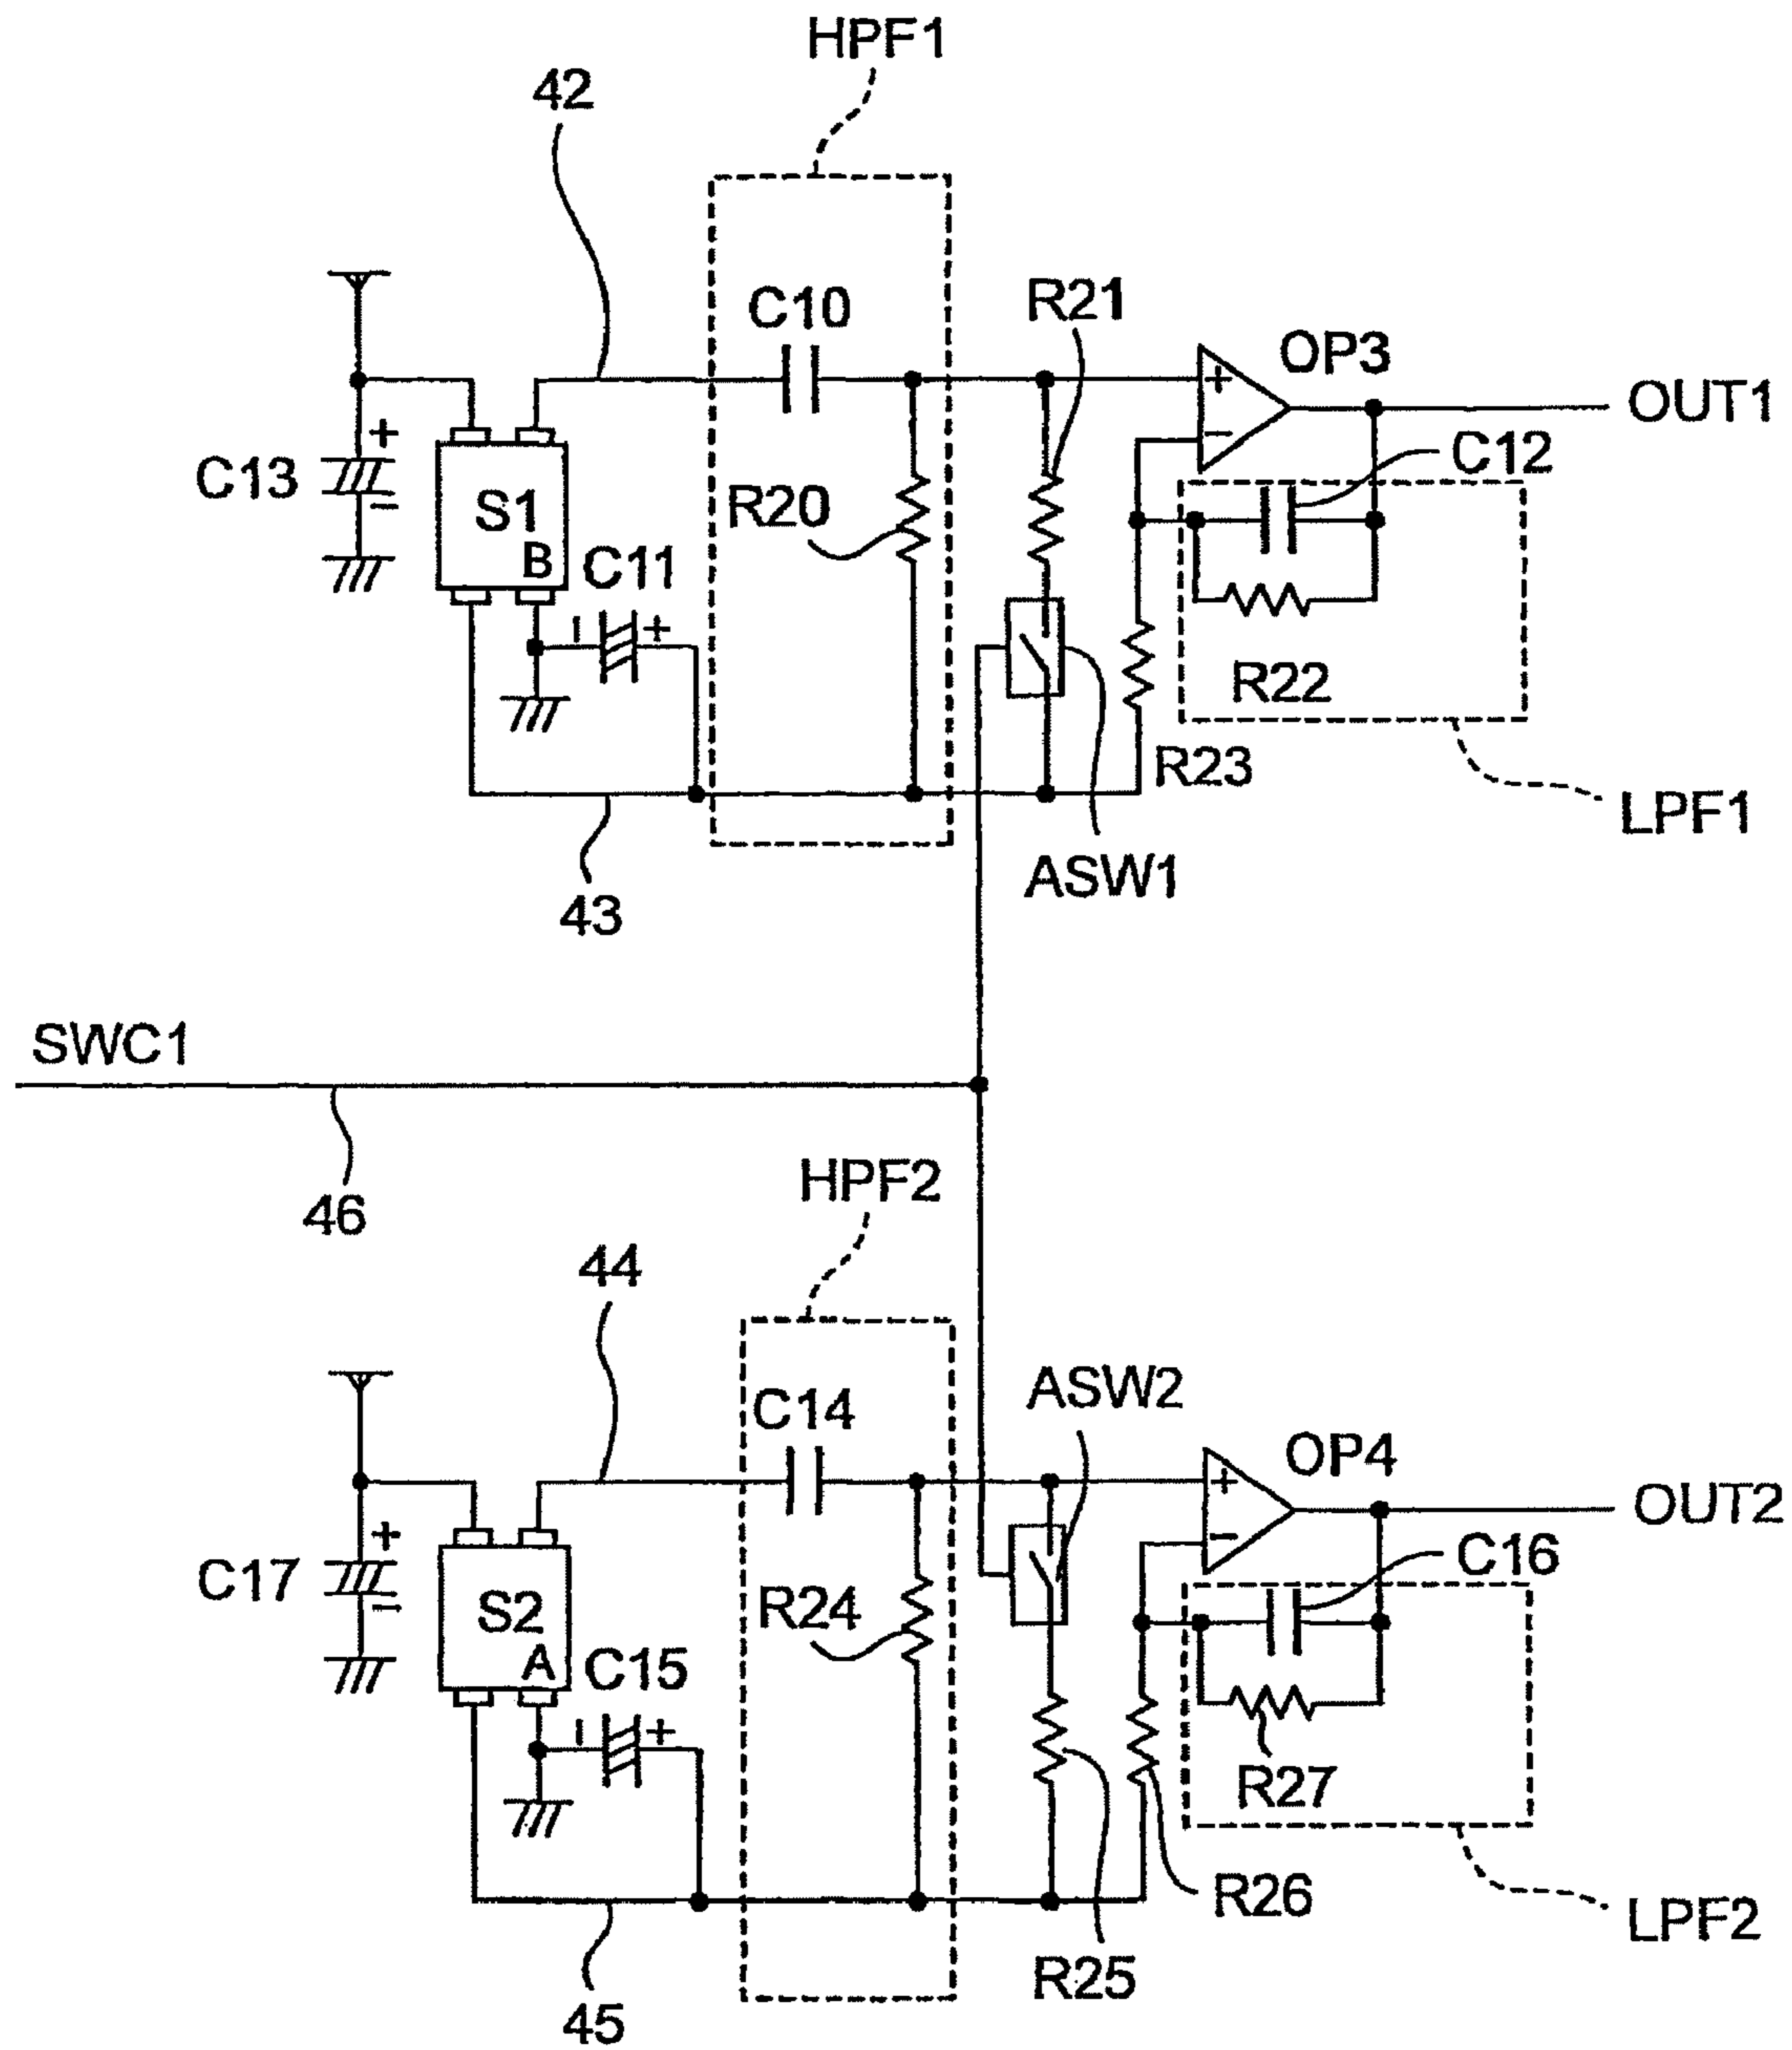 HPF1
42
C10
R21
OP3
OUT1
+
C12
+
C13
−
S1
R20
−
B
C11
−
+
R22
R23
LPF1
ASW1
43
SWC1
46
HPF2
44
ASW2
C14
OP4
OUT2
+
C16
+
C17
−
S2
R24
−
A
C15
−
+
R27
R26
LPF2
R25
45